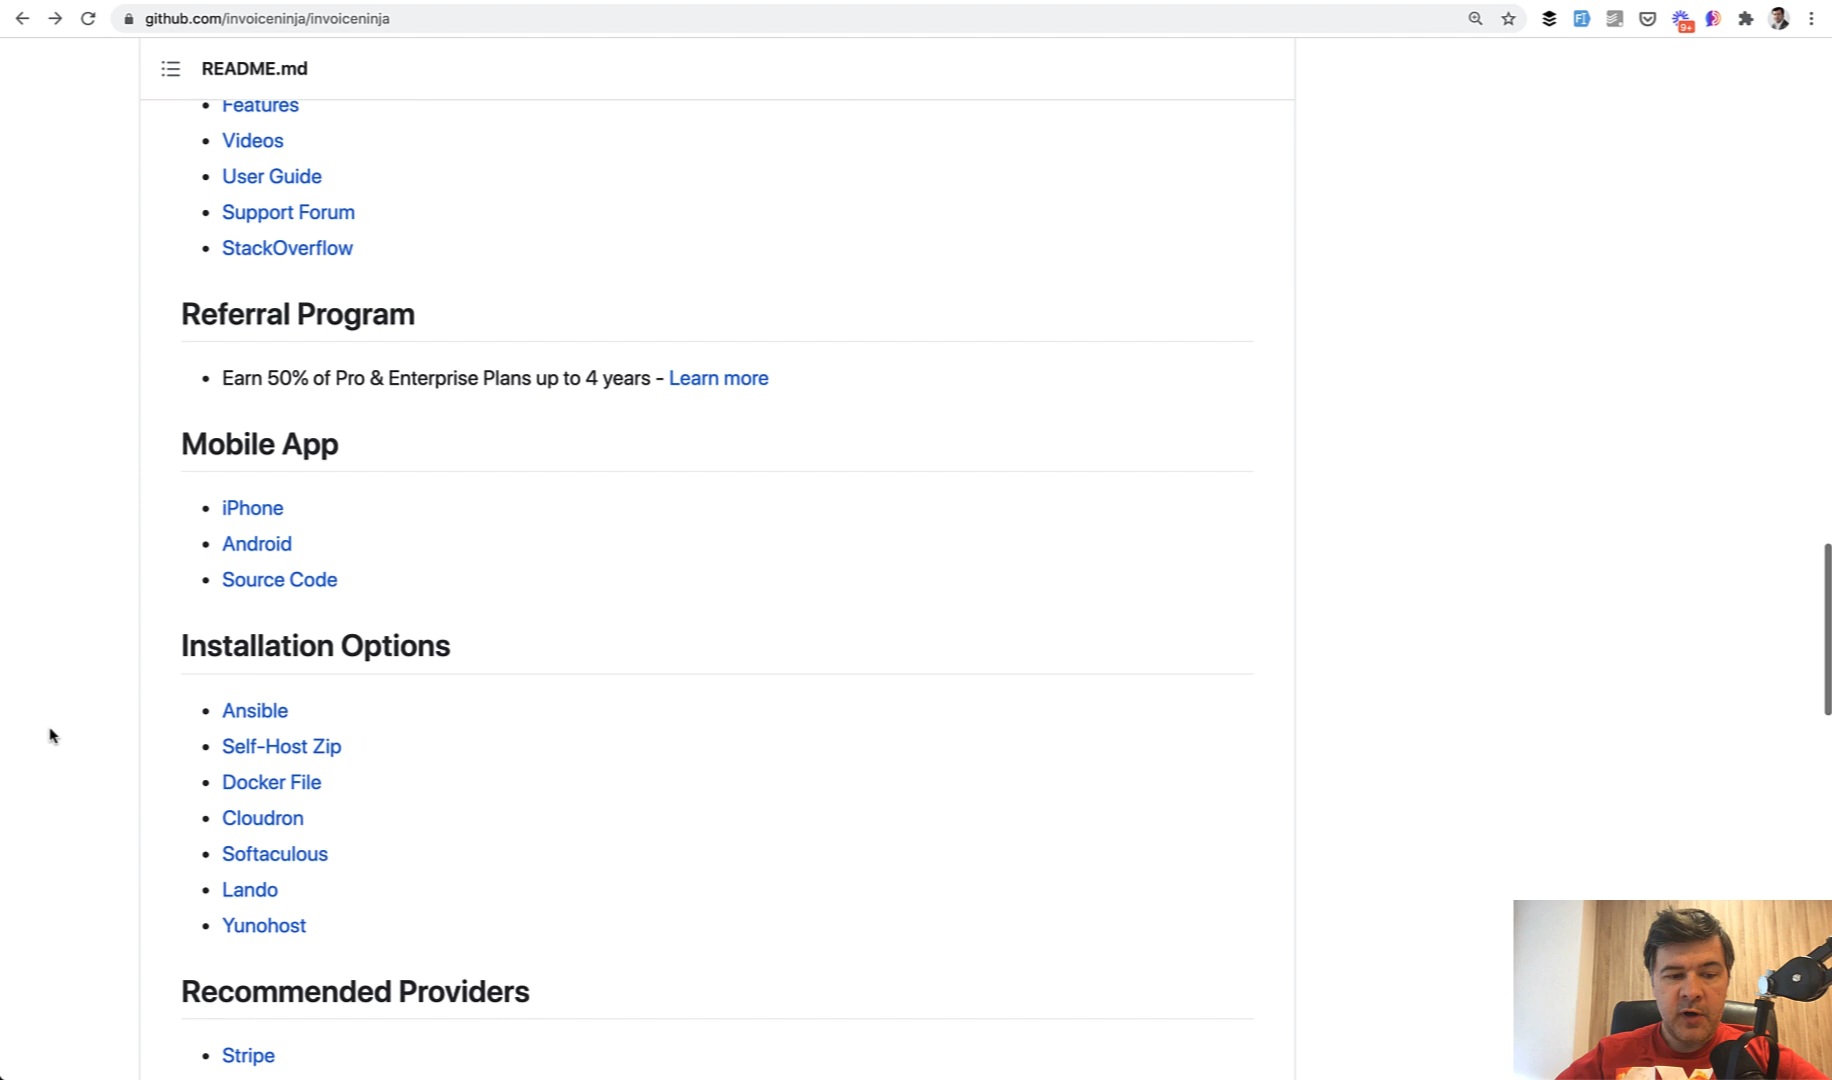 github.com/invoiceninja/invoiceninja
9+
README.md
Features
Videos
User Guide
Support Forum
StackOverflow
Referral Program
Earn 50% of Pro & Enterprise Plans up to 4 years - Learn more
Mobile App
iPhone
Android
Source Code
Installation Options
Ansible
Self-Host Zip
Docker File
Cloudron
Softaculous
Lando
Yunohost
Recommended Providers
Stripe